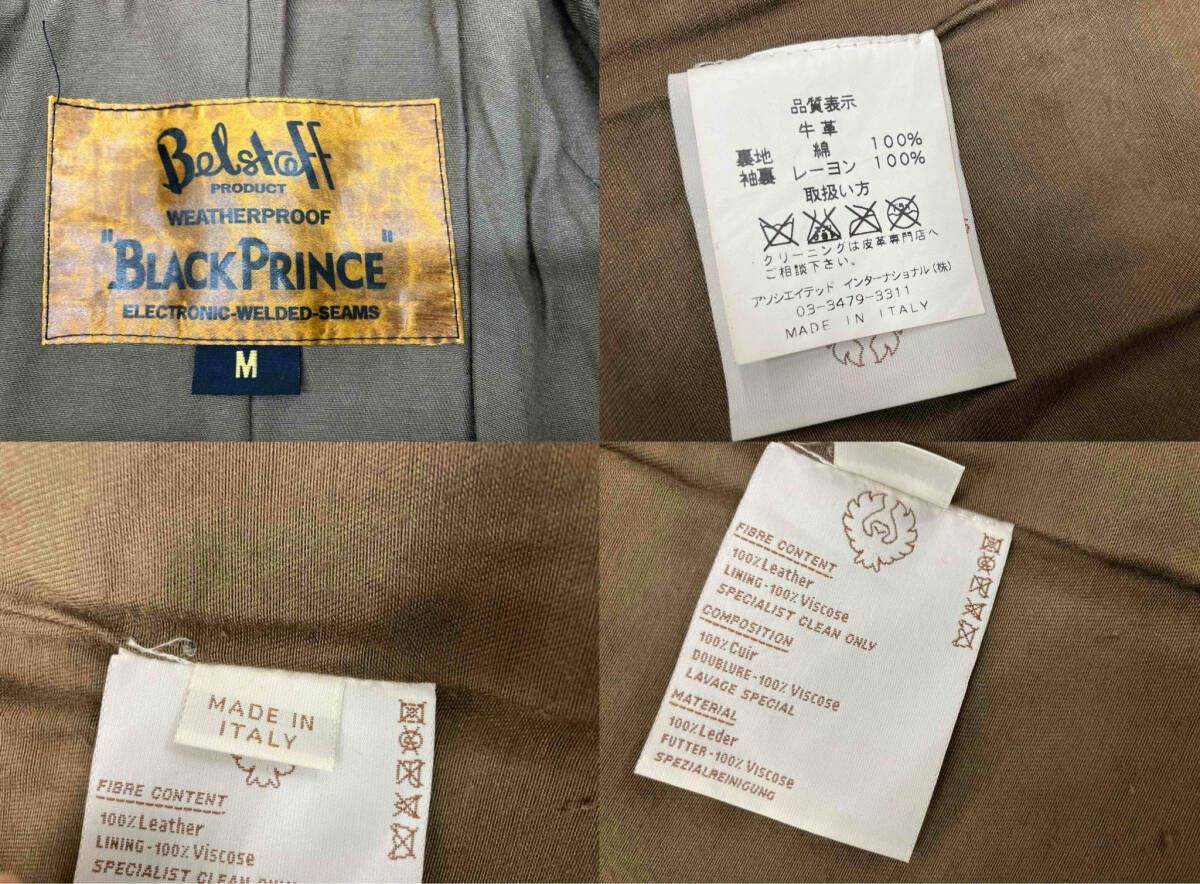 Belstaff
PRODUCT
WEATHERPROOF
"BLACK PRINCE"
ELECTRONIC-WELDED-SEAMS
M
品質表示
牛革
裏地 綿 100%
袖裏 レーヨン 100%
取扱い方
クリーニングは皮革専門店へ
ご相談下さい。
アソシエイテッド インターナショナル(株)
03-3479-3311
MADE IN ITALY
MADE IN
ITALY
FIBRE CONTENT
100% Leather
LINING-100% Viscose
SPECIALIST CLEAN ONLY
FIBRE CONTENT
100% Leather
LINING-100% Viscose
SPECIALIST CLEAN ONLY
COMPOSITION
100% Cuir
DOUBLURE-100% Viscose
LAVAGE SPECIAL
MATERIAL
100% Leder
FUTTER-100% Viscose
SPEZIALREINIGUNG